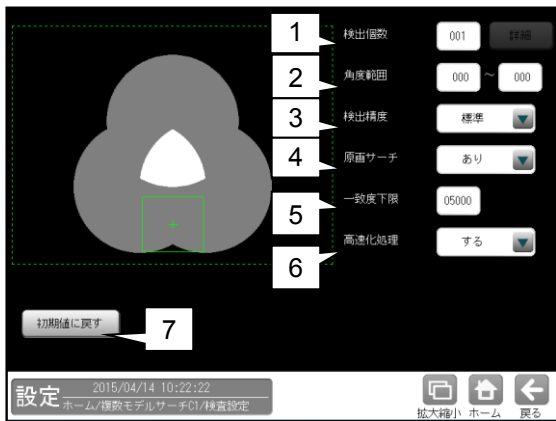 1
検出個数
001
詳細
2
角度範囲
000 ~ 000
3
検出精度
標準
4
原画サーチ
あり
5
一致度下限
05000
6
高速化処理
する
初期値に戻す
7
設定
2015/04/14 10:22:22
ホーム/複数モデルサーチC1/検査設定
拡大縮小
ホーム
戻る